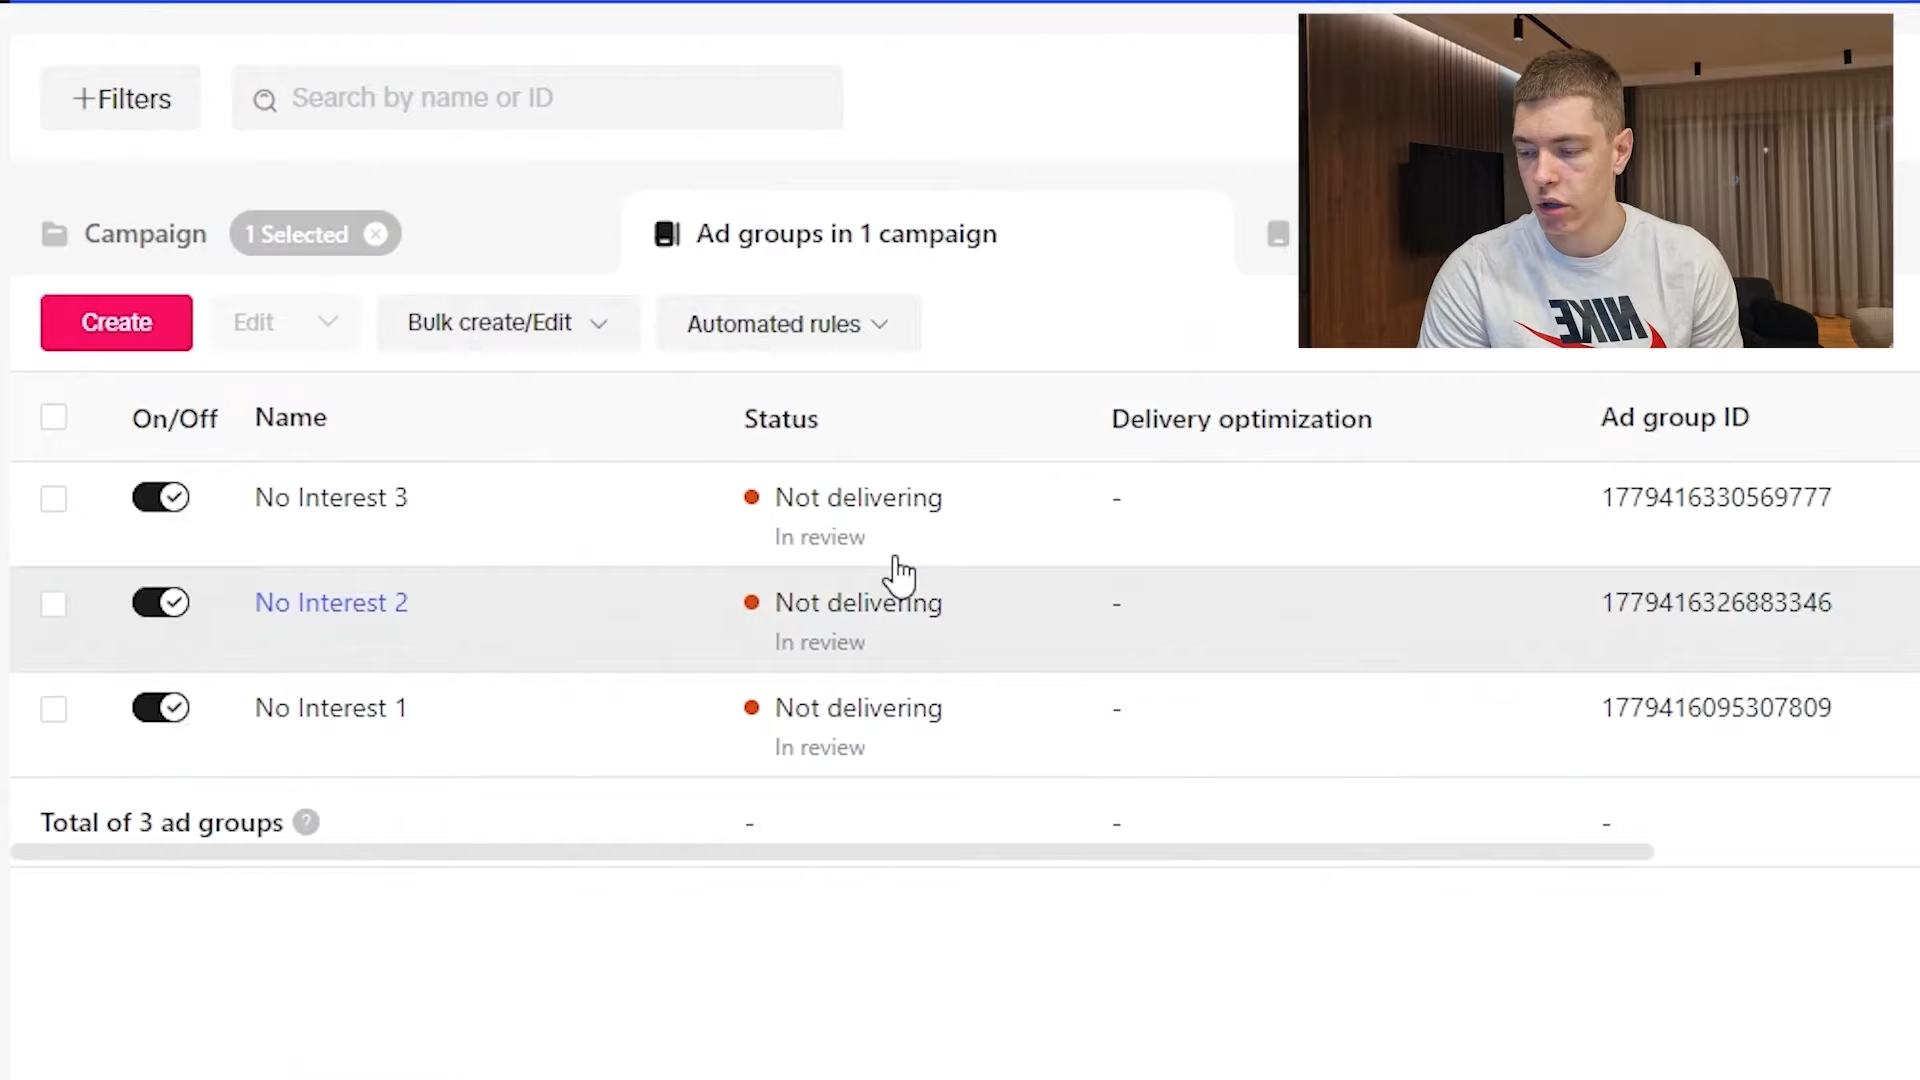 +Filters
Search by name or ID
Campaign
1 Selected
Ad groups in 1 campaign
Create
Edit
Bulk create/Edit
Automated rules
On/Off Name Status Delivery optimization Ad group ID
No Interest 3 Not delivering - 1779416330569777
In review
No Interest 2 Not delivering - 1779416326883346
In review
No Interest 1 Not delivering - 1779416095307809
In review
Total of 3 ad groups ? - - -
NIKE